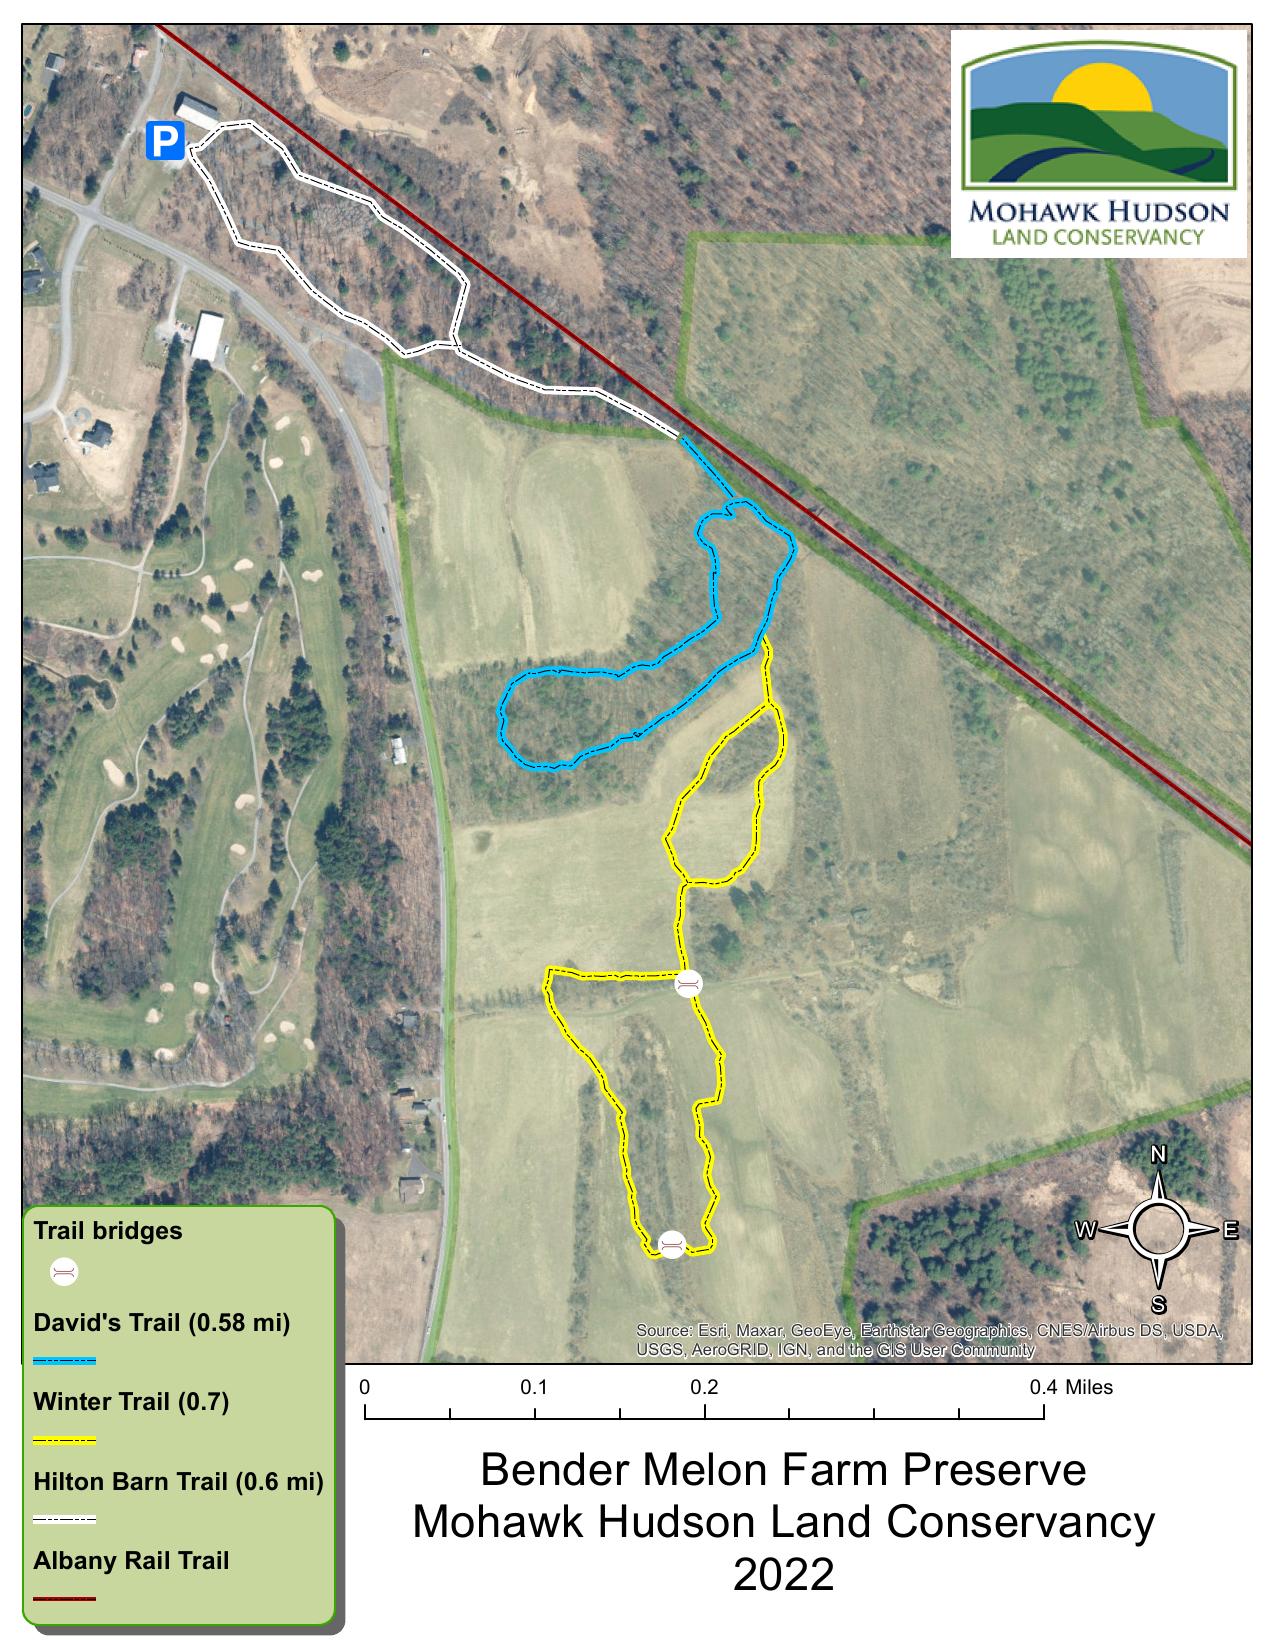 P
MOHAWK HUDSON
LAND CONSERVANCY
N
W E
S
Source: Esri, Maxar, GeoEye, Earthstar Geographics, CNES/Airbus DS, USDA,
USGS, AeroGRID, IGN, and the GIS User Community
Trail bridges
David's Trail (0.58 mi)
Winter Trail (0.7)
Hilton Barn Trail (0.6 mi)
Albany Rail Trail
0 0.1 0.2 0.4 Miles
Bender Melon Farm Preserve
Mohawk Hudson Land Conservancy
2022